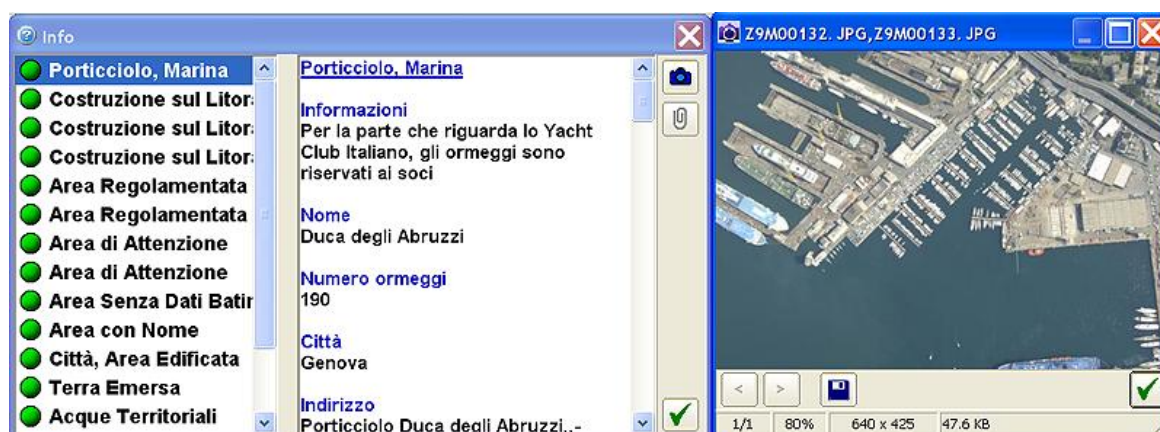 Info
Porticciolo, Marina
Costruzione sul Litor
Costruzione sul Litor
Costruzione sul Litor
Area Regolamentata
Area Regolamentata
Area di Attenzione
Area di Attenzione
Area Senza Dati Batir
Area con Nome
Città, Area Edificata
Terra Emersa
Acque Territoriali
Porticciolo, Marina
Informazioni
Per la parte che riguarda lo Yacht
Club Italiano, gli ormeggi sono
riservati ai soci
Nome
Duca degli Abruzzi
Numero ormeggi
190
Città
Genova
Indirizzo
Porticciolo Duca degli Abruzzi,,-
Z9M00132. JPG,Z9M00133. JPG
1/1 80% 640 x 425 47.6 KB